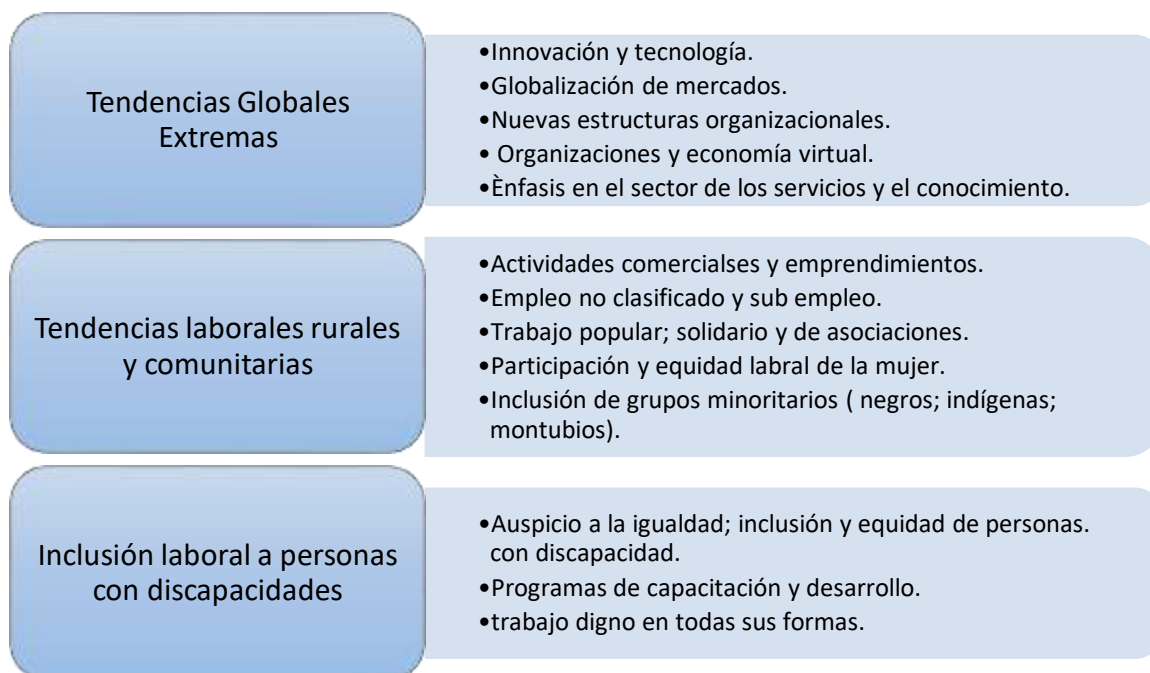 Tendencias Globales
Extremas
•Innovación y tecnología.
•Globalización de mercados.
•Nuevas estructuras organizacionales.
• Organizaciones y economía virtual.
•Ènfasis en el sector de los servicios y el conocimiento.
Tendencias laborales rurales
y comunitarias
•Actividades comercialses y emprendimientos.
•Empleo no clasificado y sub empleo.
•Trabajo popular; solidario y de asociaciones.
•Participación y equidad labral de la mujer.
•Inclusión de grupos minoritarios ( negros; indígenas;
montubios).
Inclusión laboral a personas
con discapacidades
•Auspicio a la igualdad; inclusión y equidad de personas.
con discapacidad.
•Programas de capacitación y desarrollo.
•trabajo digno en todas sus formas.